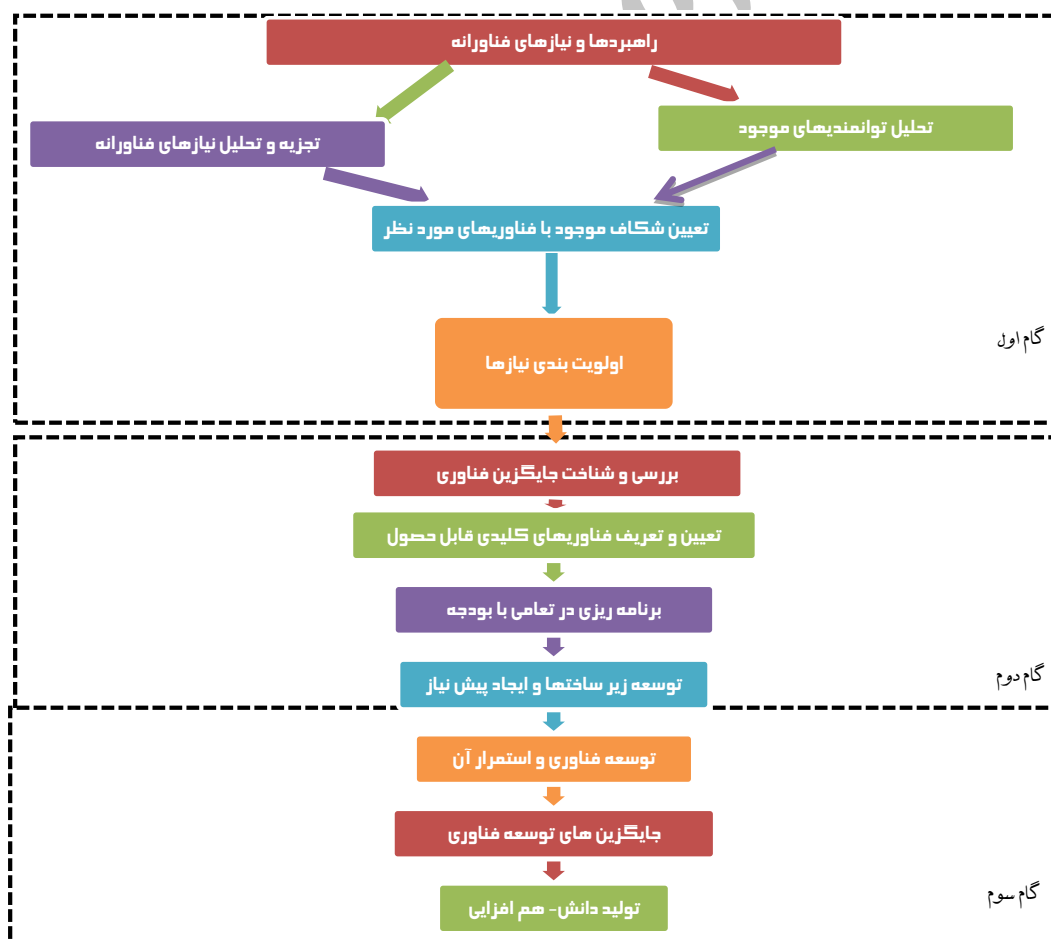 راهبردها و نیازهای فناورانه
تحلیل توانمندیهای موجود
تجزیه و تحلیل نیازهای فناورانه
تعیین شکاف موجود با فناوریهای مورد نظر
اولویت بندی نیازها
گام اول
بررسی و شناخت جایگزین فناوری
تعیین و تعریف فناوریهای کلیدی قابل حصول
برنامه ریزی در تعامی با بودجه
توسعه زیر ساختها و ایجاد پیش نیاز
گام دوم
توسعه فناوری و استمرار آن
جایگزین های توسعه فناوری
تولید دانش- هم افزایی
گام سوم